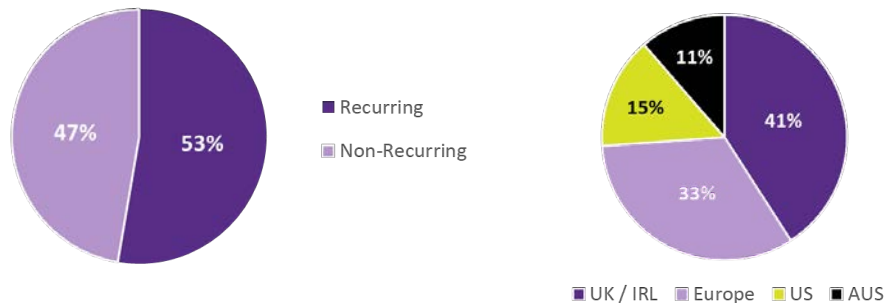 47%
53%
Recurring
Non-Recurring
11%
15%
41%
33%
UK / IRL Europe US AUS